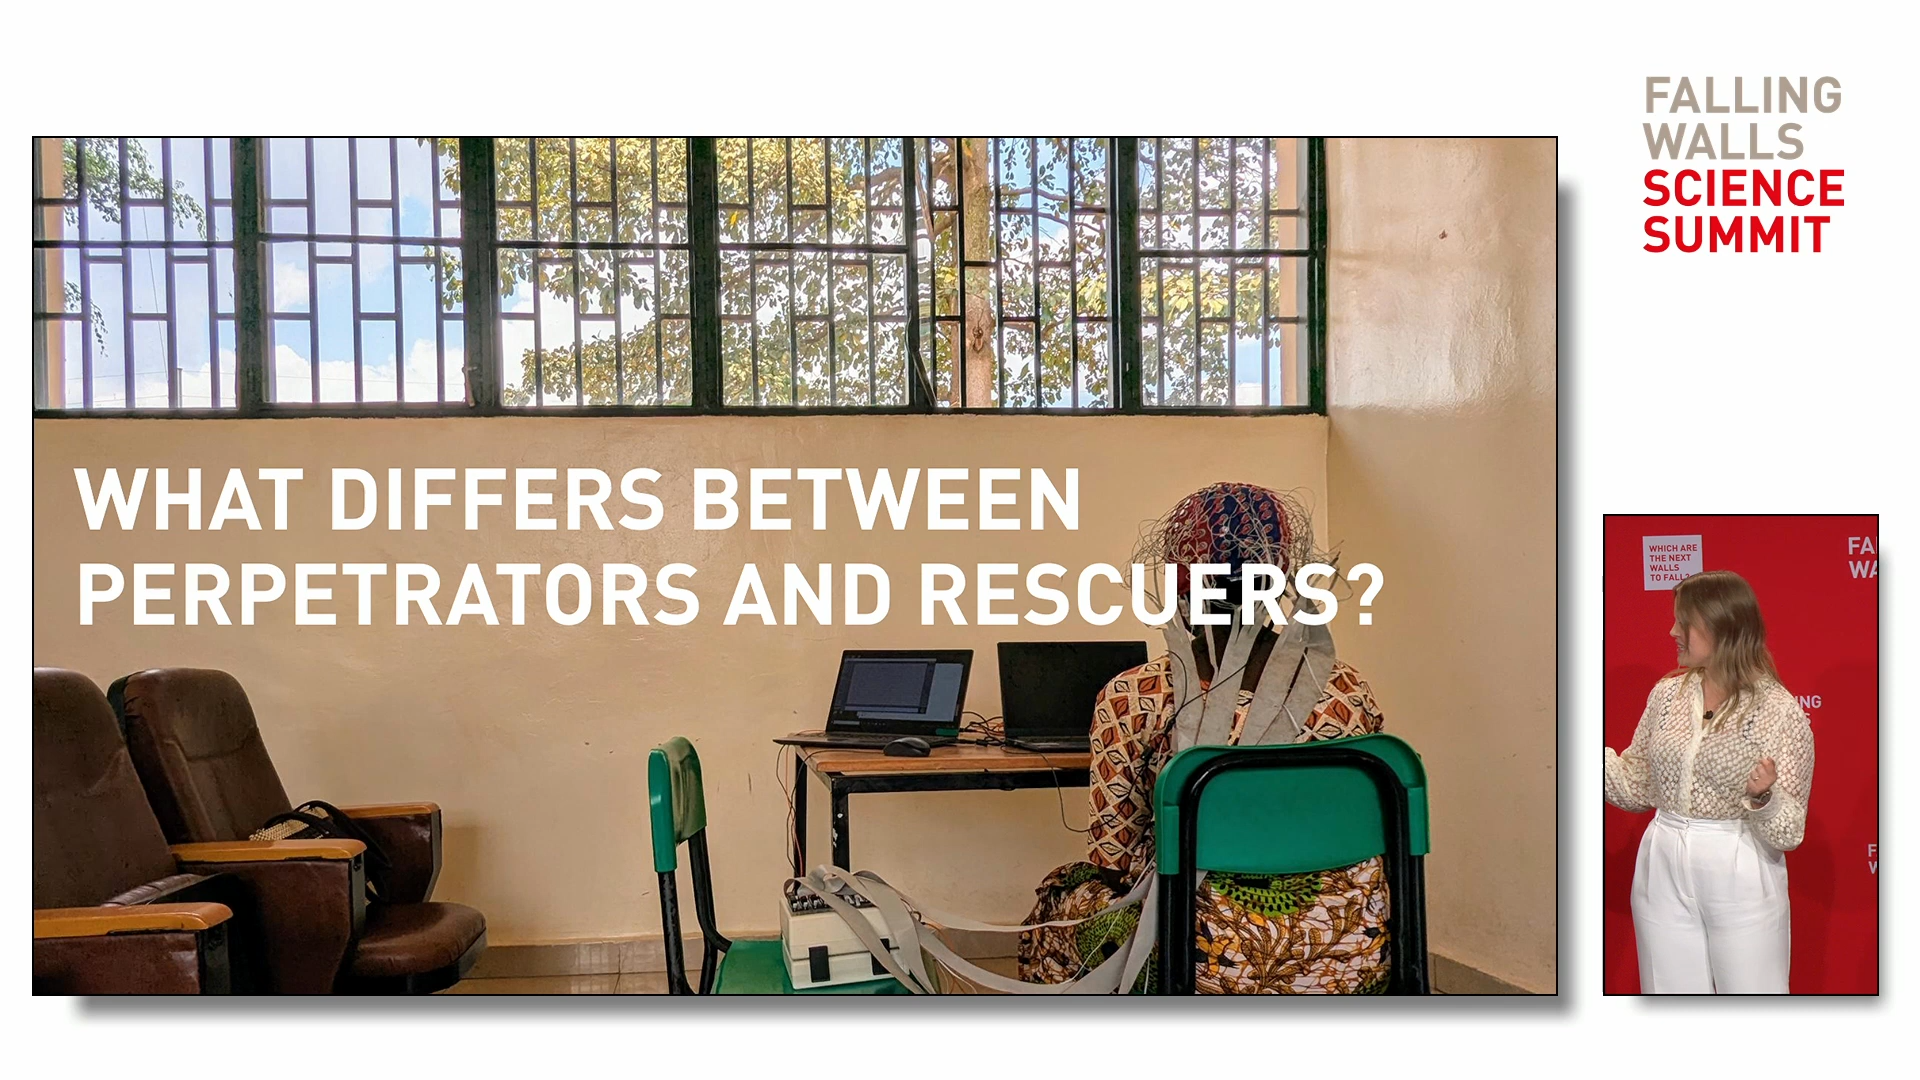 FALLING
WALLS
SCIENCE
SUMMIT
WHAT DIFFERS BETWEEN
PERPETRATORS AND RESCUERS?
WHICH ARE
THE NEXT
WALLS
TO FALL?